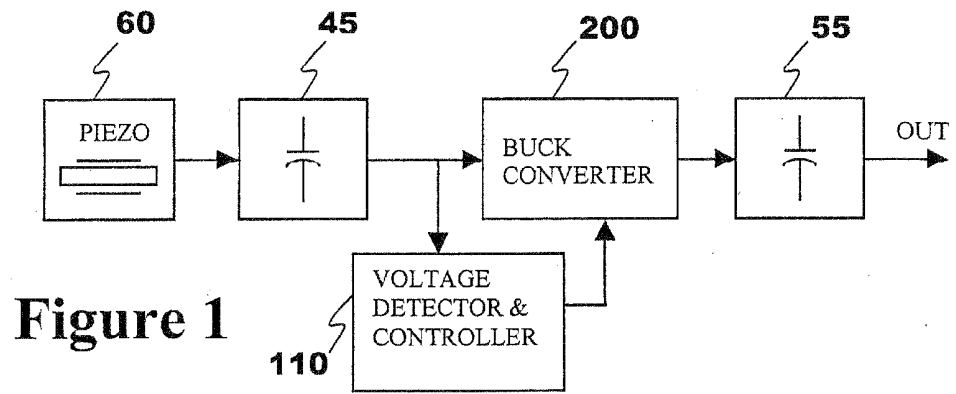 60
45
200
55
PIEZO
BUCK
CONVERTER
OUT
VOLTAGE
DETECTOR &
CONTROLLER
110
Figure 1